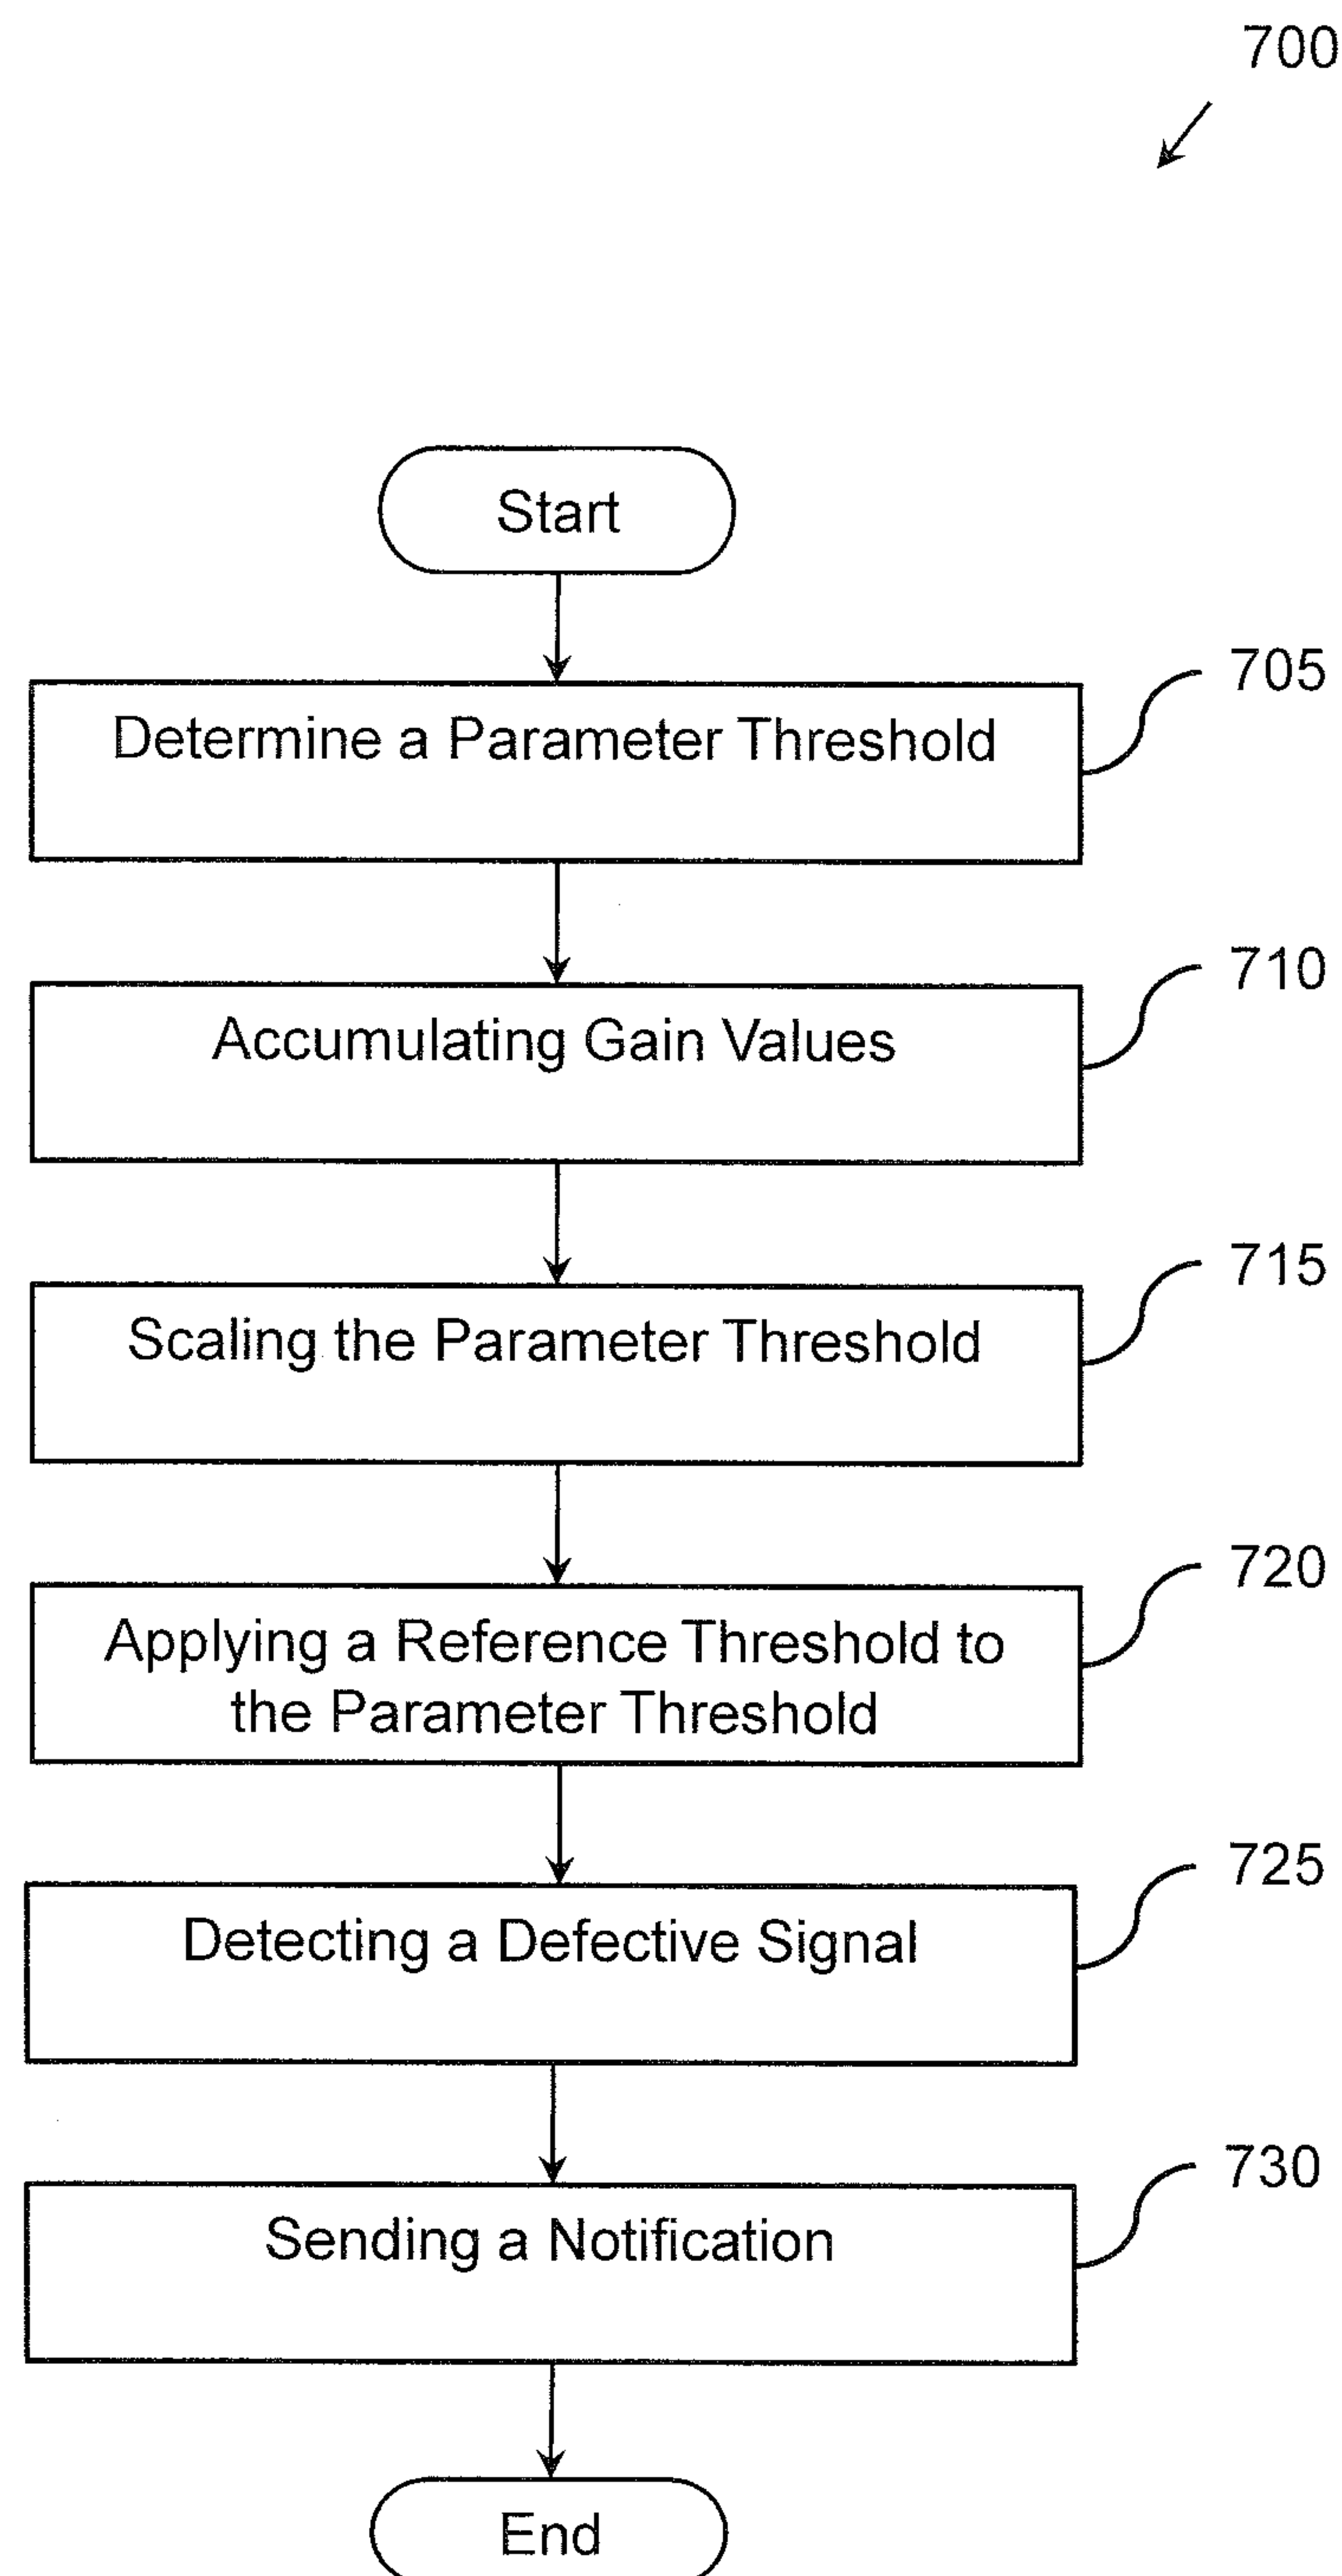 700
Start
705
Determine a Parameter Threshold
710
Accumulating Gain Values
715
Scaling the Parameter Threshold
720
Applying a Reference Threshold to
the Parameter Threshold
725
Detecting a Defective Signal
730
Sending a Notification
End